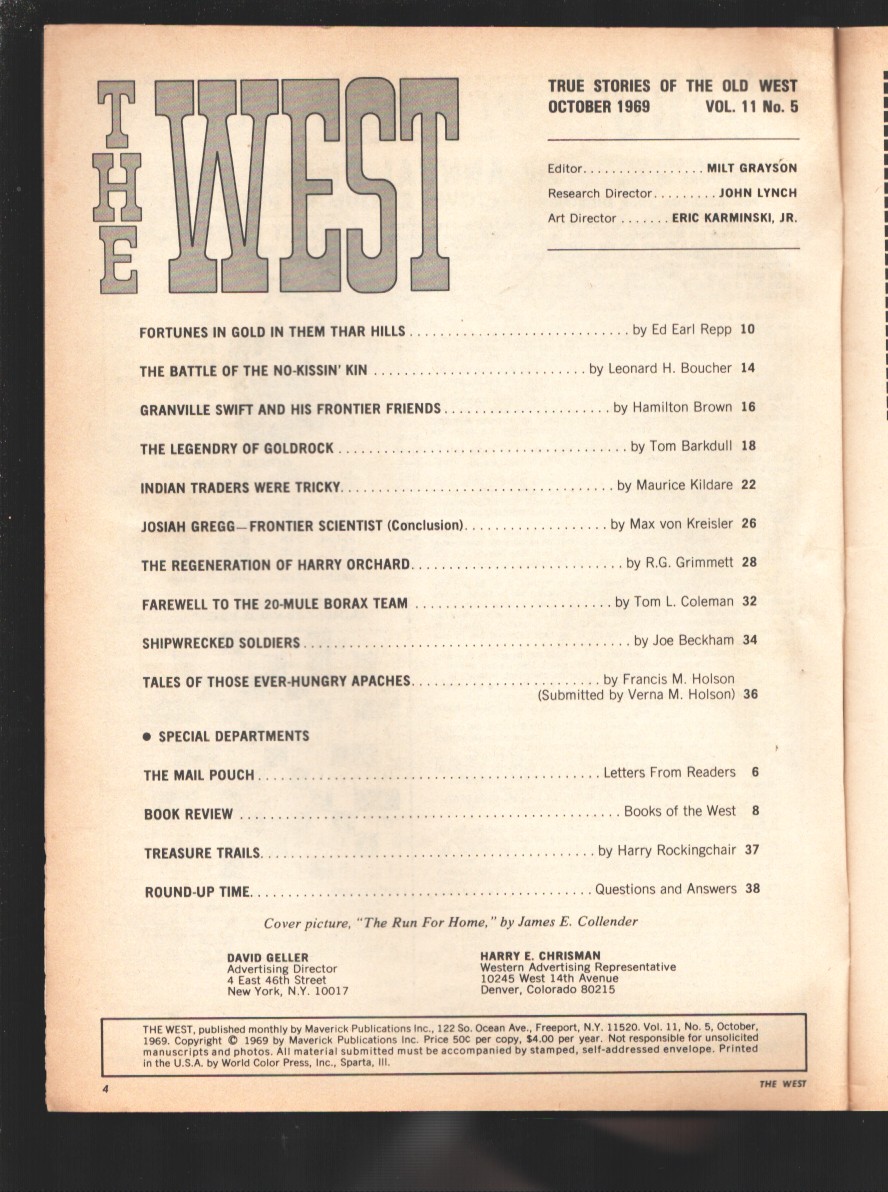 THE WEST
TRUE STORIES OF THE OLD WEST
OCTOBER 1969 VOL. 11 No. 5
Editor................. MILT GRAYSON
Research Director......... JOHN LYNCH
Art Director ....... ERIC KARMINSKI, JR.
FORTUNES IN GOLD IN THEM THAR HILLS ............................. by Ed Earl Repp 10
THE BATTLE OF THE NO-KISSIN' KIN ............................ by Leonard H. Boucher 14
GRANVILLE SWIFT AND HIS FRONTIER FRIENDS...................... by Hamilton Brown 16
THE LEGENDRY OF GOLDROCK ...................................... by Tom Barkdull 18
INDIAN TRADERS WERE TRICKY.................................... by Maurice Kildare 22
JOSIAH GREGG—FRONTIER SCIENTIST (Conclusion)................... by Max von Kreisler 26
THE REGENERATION OF HARRY ORCHARD............................ by R.G. Grimmett 28
FAREWELL TO THE 20-MULE BORAX TEAM .......................... by Tom L. Coleman 32
SHIPWRECKED SOLDIERS............................................ by Joe Beckham 34
TALES OF THOSE EVER-HUNGRY APACHES......................... by Francis M. Holson
(Submitted by Verna M. Holson) 36
● SPECIAL DEPARTMENTS
THE MAIL POUCH ............................................. Letters From Readers 6
BOOK REVIEW .................................................. Books of the West 8
TREASURE TRAILS............................................ by Harry Rockingchair 37
ROUND-UP TIME............................................. Questions and Answers 38
Cover picture, "The Run For Home," by James E. Collender
DAVID GELLER
Advertising Director
4 East 46th Street
New York, N.Y. 10017
HARRY E. CHRISMAN
Western Advertising Representative
10245 West 14th Avenue
Denver, Colorado 80215
THE WEST, published monthly by Maverick Publications Inc., 122 So. Ocean Ave., Freeport, N.Y. 11520. Vol. 11, No. 5, October,
1969. Copyright © 1969 by Maverick Publications Inc. Price 50C per copy, $4.00 per year. Not responsible for unsolicited
manuscripts and photos. All material submitted must be accompanied by stamped, self-addressed envelope. Printed
in the U.S.A. by World Color Press, Inc., Sparta, Ill.
4 THE WEST